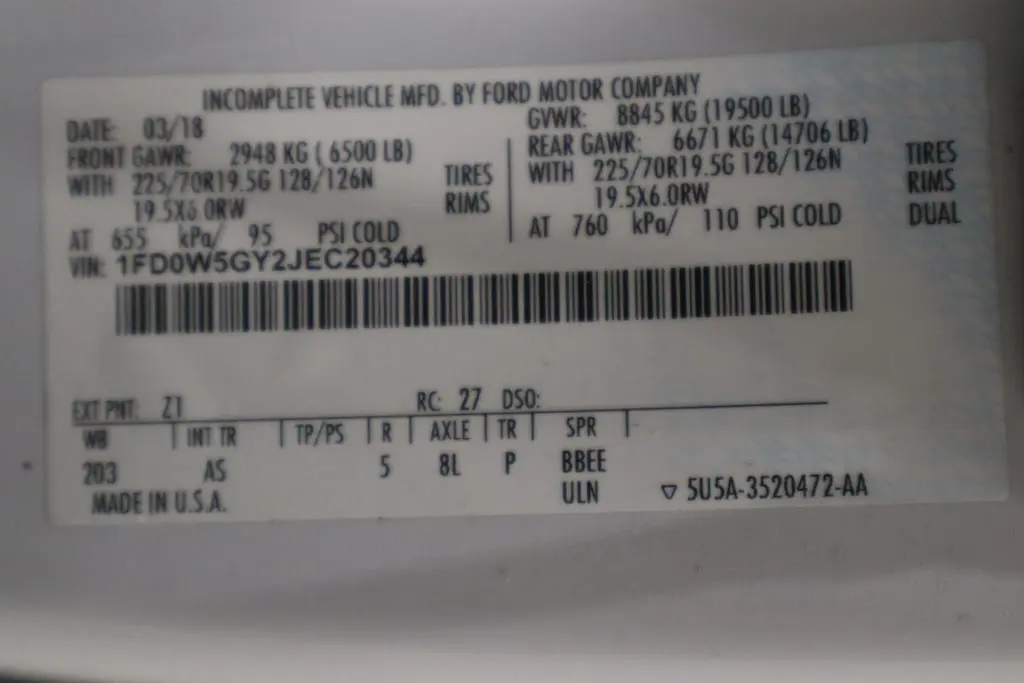 INCOMPLETE VEHICLE MFD. BY FORD MOTOR COMPANY
DATE: 03/18
FRONT GAWR: 2948 KG ( 6500 LB)
WITH 225/70R19.5G 128/126N TIRES
19.5X6.0RW RIMS
AT 655 kPa/ 95 PSI COLD
GVWR: 8845 KG (19500 LB)
REAR GAWR: 6671 KG (14706 LB)
WITH 225/70R19.5G 128/126N TIRES
19.5X6.0RW RIMS
AT 760 kPa/ 110 PSI COLD DUAL
VIN: 1FD0W5GY2JEC20344
EXT PNT: Z1 RC: 27 DSO:
WB INT TR TP/PS R AXLE TR SPR
203 AS 5 8L P BBEE
MADE IN U.S.A. ULN ▽ 5U5A-3520472-AA